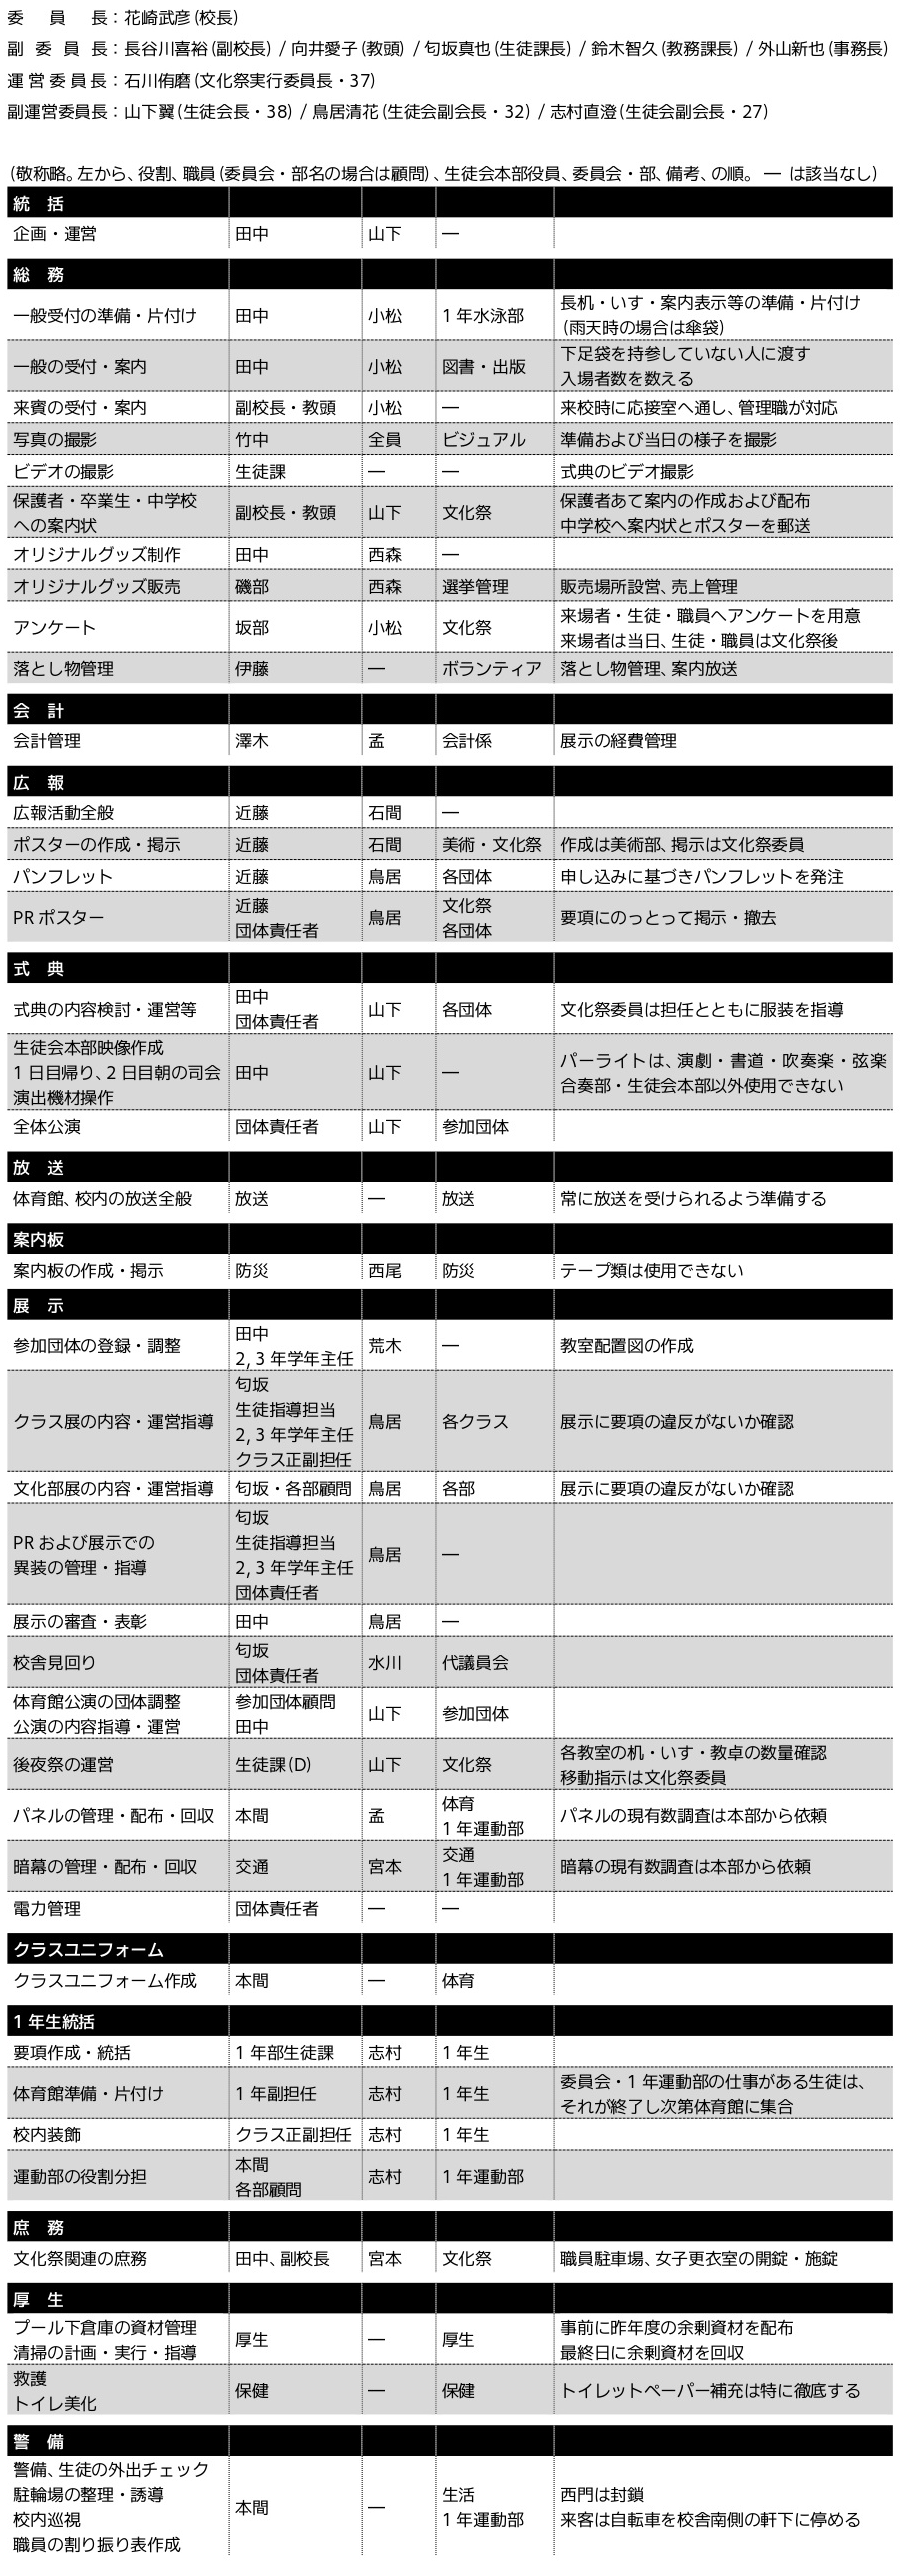 委員長：花崎武彦（校長）
副委員長：長谷川喜裕（副校長） / 向井愛子（教頭） / 匂坂真也（生徒課長） / 鈴木智久（教務課長） / 外山新也（事務長）
運営委員長：石川侑磨（文化祭実行委員長・37）
副運営委員長：山下翼（生徒会長・38） / 鳥居清花（生徒会副会長・32） / 志村直澄（生徒会副会長・27）
（敬称略。左から、役割、職員（委員会・部名の場合は顧問）、生徒会本部役員、委員会・部、備考、の順。 ― は該当なし）
統　括
企画・運営 田中 山下 ―
総　務
一般受付の準備・片付け 田中 小松 1 年水泳部 長机・いす・案内表示等の準備・片付け
（雨天時の場合は傘袋）
一般の受付・案内 田中 小松 図書・出版 下足袋を持参していない人に渡す
入場者数を数える
来賓の受付・案内 副校長・教頭 小松 ― 来校時に応接室へ通し、管理職が対応
写真の撮影 竹中 全員 ビジュアル 準備および当日の様子を撮影
ビデオの撮影 生徒課 ― ― 式典のビデオ撮影
保護者・卒業生・中学校
への案内状 副校長・教頭 山下 文化祭 保護者あて案内の作成および配布
中学校へ案内状とポスターを郵送
オリジナルグッズ制作 田中 西森 ―
オリジナルグッズ販売 磯部 西森 選挙管理 販売場所設営、売上管理
アンケート 坂部 小松 文化祭 来場者・生徒・職員へアンケートを用意
来場者は当日、生徒・職員は文化祭後
落とし物管理 伊藤 ― ボランティア 落とし物管理、案内放送
会　計
会計管理 澤木 孟 会計係 展示の経費管理
広　報
広報活動全般 近藤 石間 ―
ポスターの作成・掲示 近藤 石間 美術・文化祭 作成は美術部、掲示は文化祭委員
パンフレット 近藤 鳥居 各団体 申し込みに基づきパンフレットを発注
PR ポスター 近藤
団体責任者 鳥居 文化祭
各団体 要項にのっとって掲示・撤去
式　典
式典の内容検討・運営等 田中
団体責任者 山下 各団体 文化祭委員は担任とともに服装を指導
生徒会本部映像作成
1 日目帰り、2 日目朝の司会
演出機材操作 田中 山下 ― パーライトは、演劇・書道・吹奏楽・弦楽
合奏部・生徒会本部以外使用できない
全体公演 団体責任者 山下 参加団体
放　送
体育館、校内の放送全般 放送 ― 放送 常に放送を受けられるよう準備する
案内板
案内板の作成・掲示 防災 西尾 防災 テープ類は使用できない
展　示
参加団体の登録・調整 田中
2, 3 年学年主任 荒木 ― 教室配置図の作成
クラス展の内容・運営指導 匂坂
生徒指導担当
2, 3 年学年主任
クラス正副担任 鳥居 各クラス 展示に要項の違反がないか確認
文化部展の内容・運営指導 匂坂・各部顧問 鳥居 各部 展示に要項の違反がないか確認
PR および展示での
異装の管理・指導 匂坂
生徒指導担当
2, 3 年学年主任
団体責任者 鳥居 ―
展示の審査・表彰 田中 鳥居 ―
校舎見回り 匂坂
団体責任者 水川 代議員会
体育館公演の団体調整
公演の内容指導・運営 参加団体顧問
田中 山下 参加団体
後夜祭の運営 生徒課（D） 山下 文化祭 各教室の机・いす・教卓の数量確認
移動指示は文化祭委員
パネルの管理・配布・回収 本間 孟 体育
1 年運動部 パネルの現有数調査は本部から依頼
暗幕の管理・配布・回収 交通 宮本 交通
1 年運動部 暗幕の現有数調査は本部から依頼
電力管理 団体責任者 ― ―
クラスユニフォーム
クラスユニフォーム作成 本間 ― 体育
1 年生統括
要項作成・統括 1 年部生徒課 志村 1 年生
体育館準備・片付け 1 年副担任 志村 1 年生 委員会・1 年運動部の仕事がある生徒は、
それが終了し次第体育館に集合
校内装飾 クラス正副担任 志村 1 年生
運動部の役割分担 本間
各部顧問 志村 1 年運動部
庶　務
文化祭関連の庶務 田中、副校長 宮本 文化祭 職員駐車場、女子更衣室の開錠・施錠
厚　生
プール下倉庫の資材管理
清掃の計画・実行・指導 厚生 ― 厚生 事前に昨年度の余剰資材を配布
最終日に余剰資材を回収
救護
トイレ美化 保健 ― 保健 トイレットペーパー補充は特に徹底する
警　備
警備、生徒の外出チェック
駐輪場の整理・誘導
校内巡視
職員の割り振り表作成 本間 ― 生活
1 年運動部 西門は封鎖
来客は自転車を校舎南側の軒下に停める